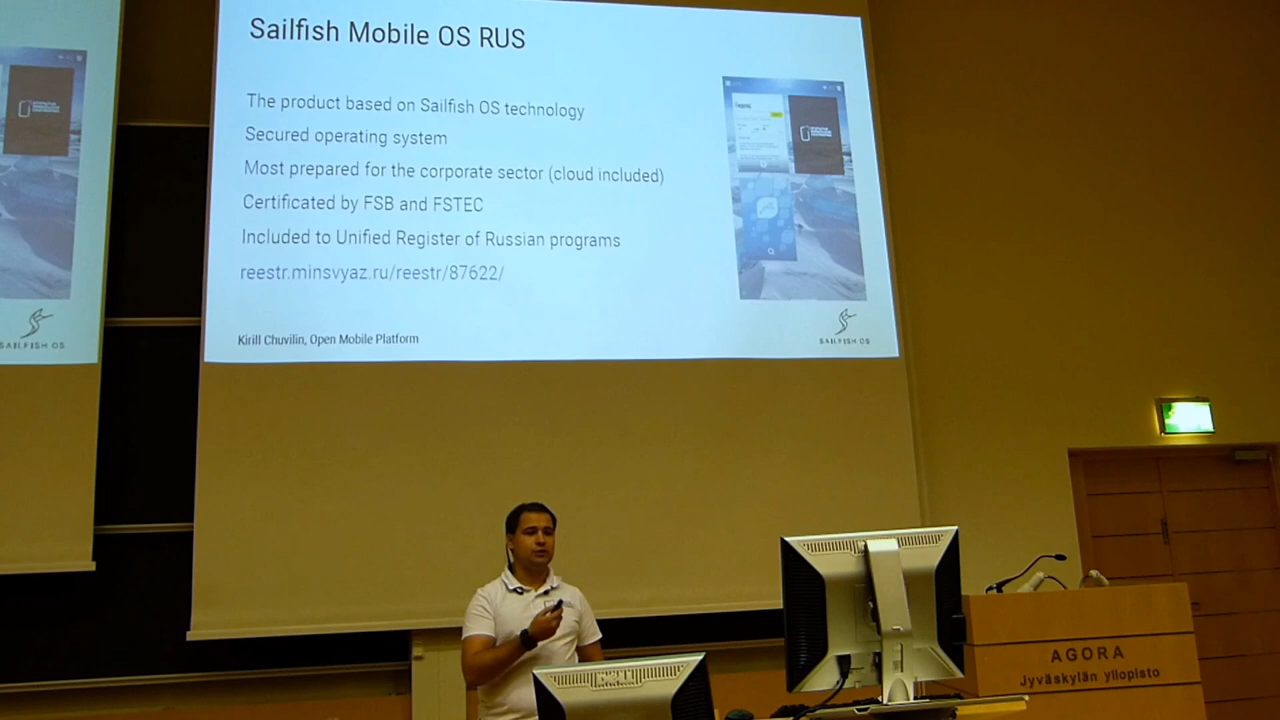 Sailfish Mobile OS RUS
The product based on Sailfish OS technology
Secured operating system
Most prepared for the corporate sector (cloud included)
Certificated by FSB and FSTEC
Included to Unified Register of Russian programs
reestr.minsvyaz.ru/reestr/87622/
Kirill Chuvilin, Open Mobile Platform
SAILFISH OS
SAILFISH OS
AGORA
Jyväskylän yliopisto